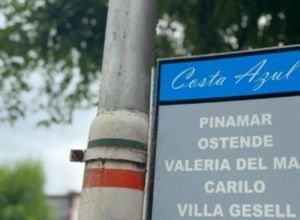 Costa Azul
PINAMAR
OSTENDE
VALERIA DEL MA
CARILO
VILLA GESELL